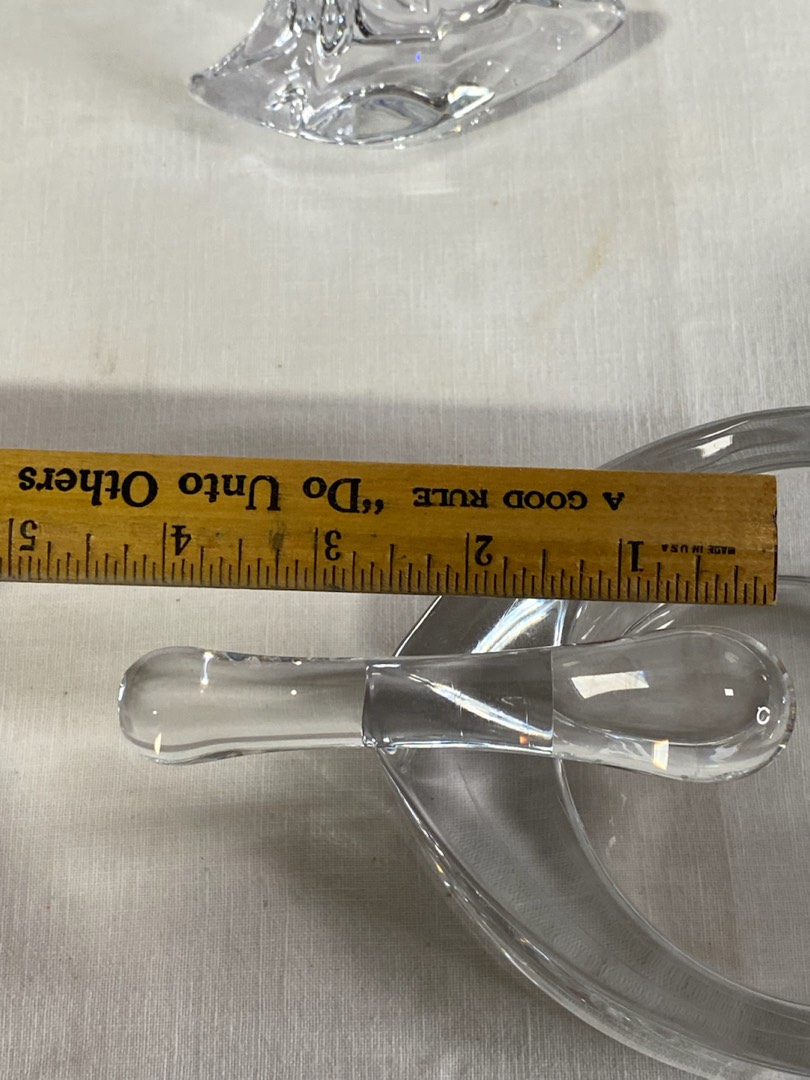 A GOOD RULE "Do Unto Others
MADE IN U S A
1 2 3 4 5